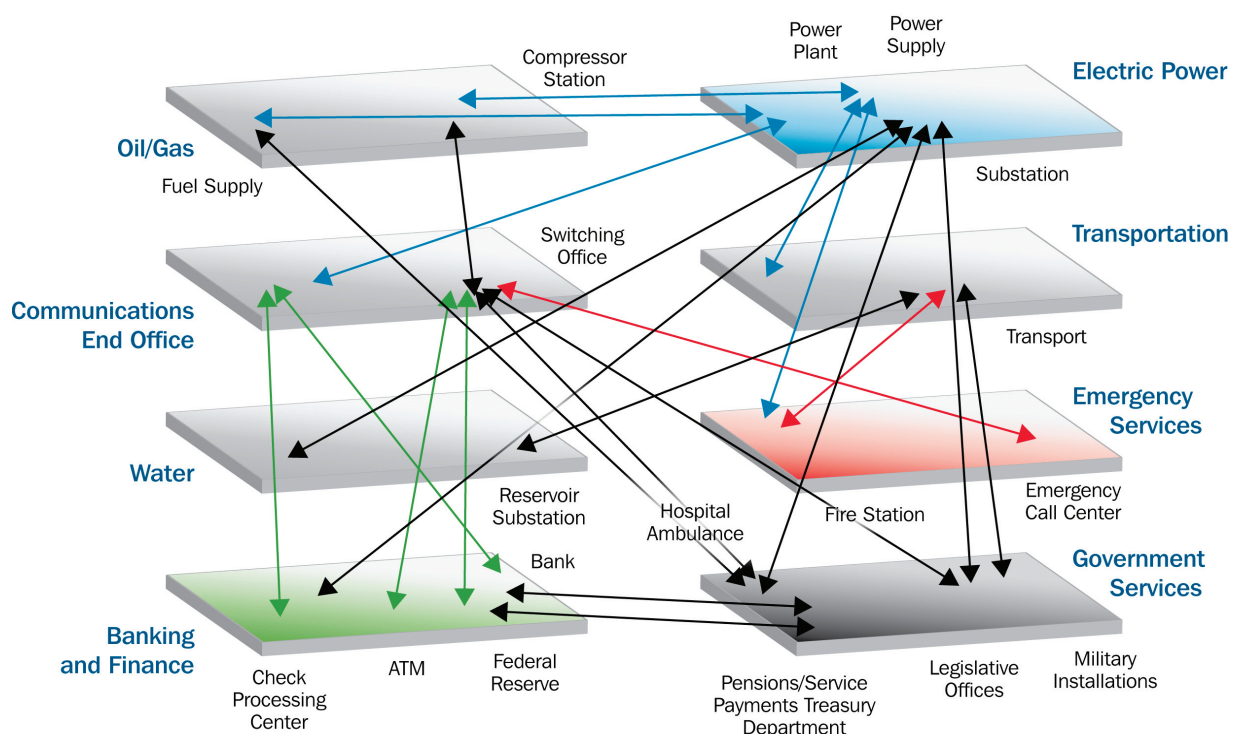 Power
Plant
Power
Supply
Compressor
Station
Electric Power
Oil/Gas
Fuel Supply
Substation
Switching
Office
Transportation
Communications
End Office
Transport
Emergency
Services
Water
Reservoir
Substation
Hospital
Ambulance
Fire Station
Emergency
Call Center
Bank
Government
Services
Banking
and Finance
Check
Processing
Center
ATM
Federal
Reserve
Pensions/Service
Payments Treasury
Department
Legislative
Offices
Military
Installations